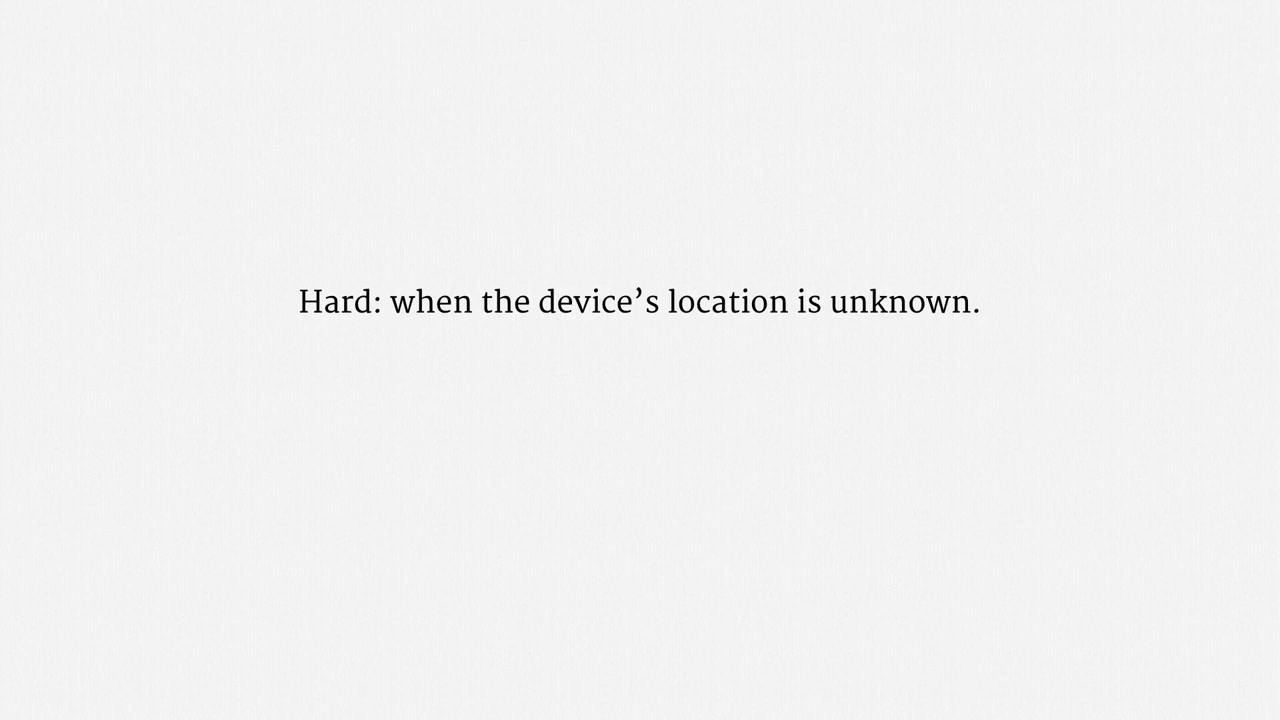 Hard: when the device’s location is unknown.